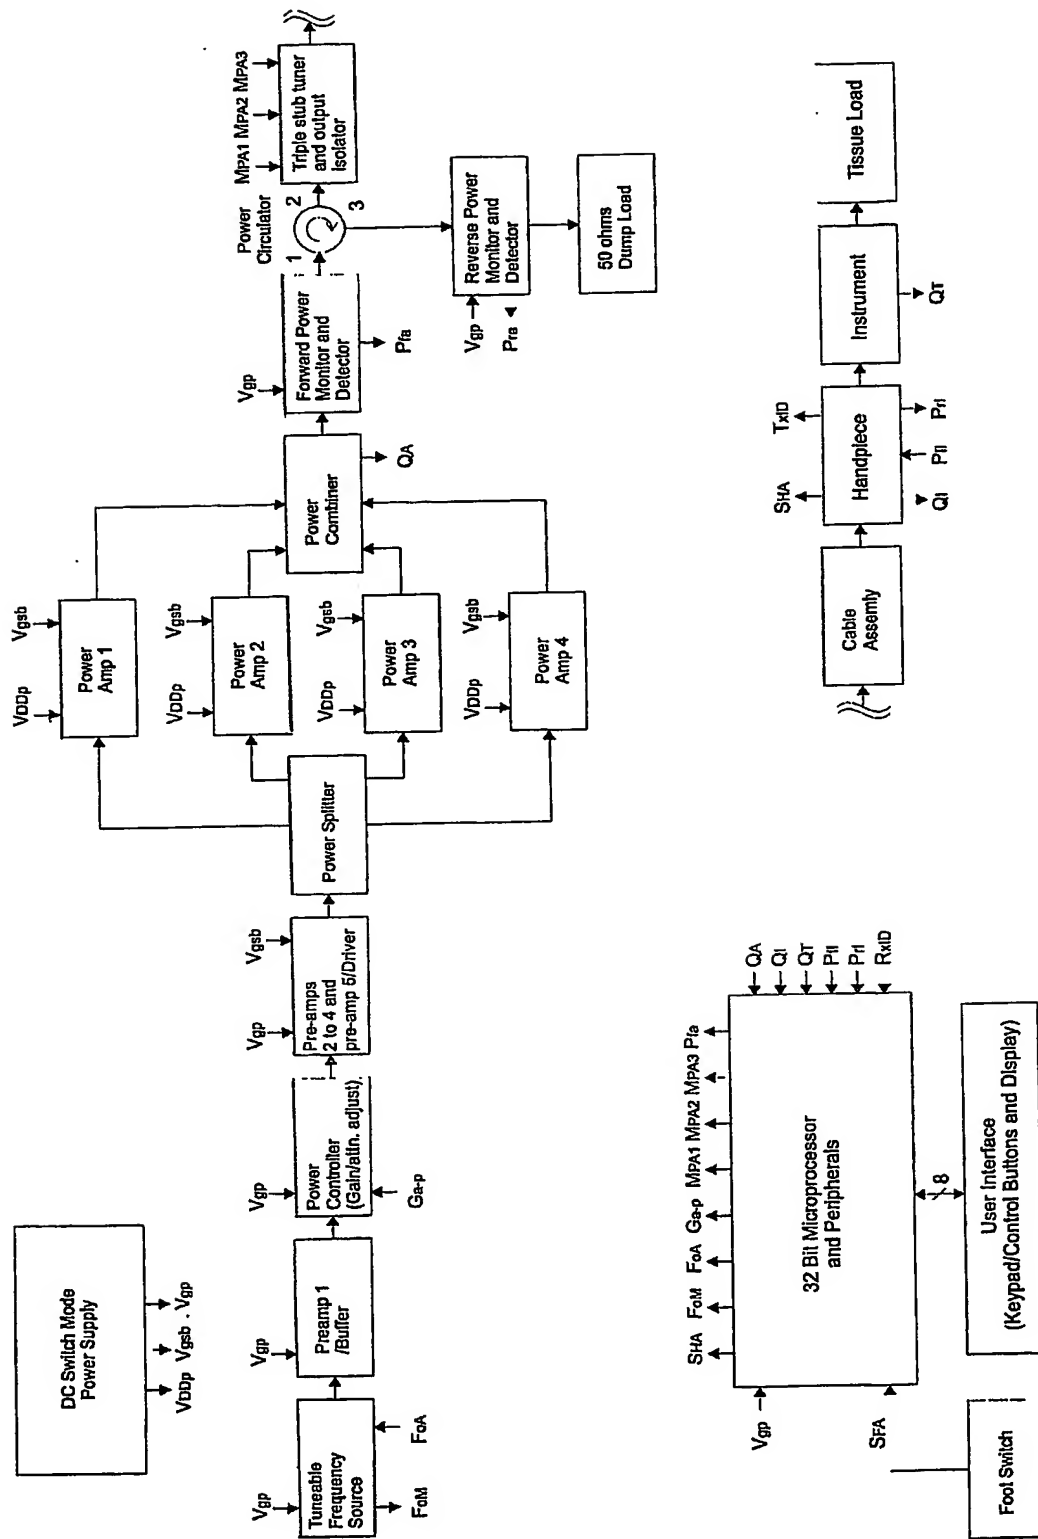 DC Switch Mode
Power Supply
VDDp Vgsb . Vgp
Vgp
Tuneable
Frequency
Source
FoM
FoA
Vgp
Preamp 1
/Buffer
Vgp
Power
Controller
(Gain/attn. adjust)
Ga-p
Vgp
Vgsb
Pre-amps
2 to 4 and
pre-amp 5/Driver
Power Splitter
VDDp
Vgsb
Power
Amp 1
VDDp
Vgsb
Power
Amp 2
VDDp
Vgsb
Power
Amp 3
VDDp
Vgsb
Power
Amp 4
Power
Combiner
QA
Vgp
Forward Power
Monitor and
Detector
Pfa
Power
Circulator
1
2
3
MPA1 MPA2 MPA3
Triple stub tuner
and output
Isolator
Vgp
Pra
Reverse Power
Monitor and
Detector
50 ohms
Dump Load
SHA FoM FoA Ga-p MPA1 MPA2 MPA3 Pfa
Vgp
SFA
32 Bit Microprocessor
and Peripherals
QA
QI
QT
PfI
PrI
RxID
8
Foot Switch
User Interface
(Keypad/Control Buttons and Display)
Cable
Assemly
SHA
TxID
Handpiece
QI
PfI
PrI
Instrument
QT
Tissue Load